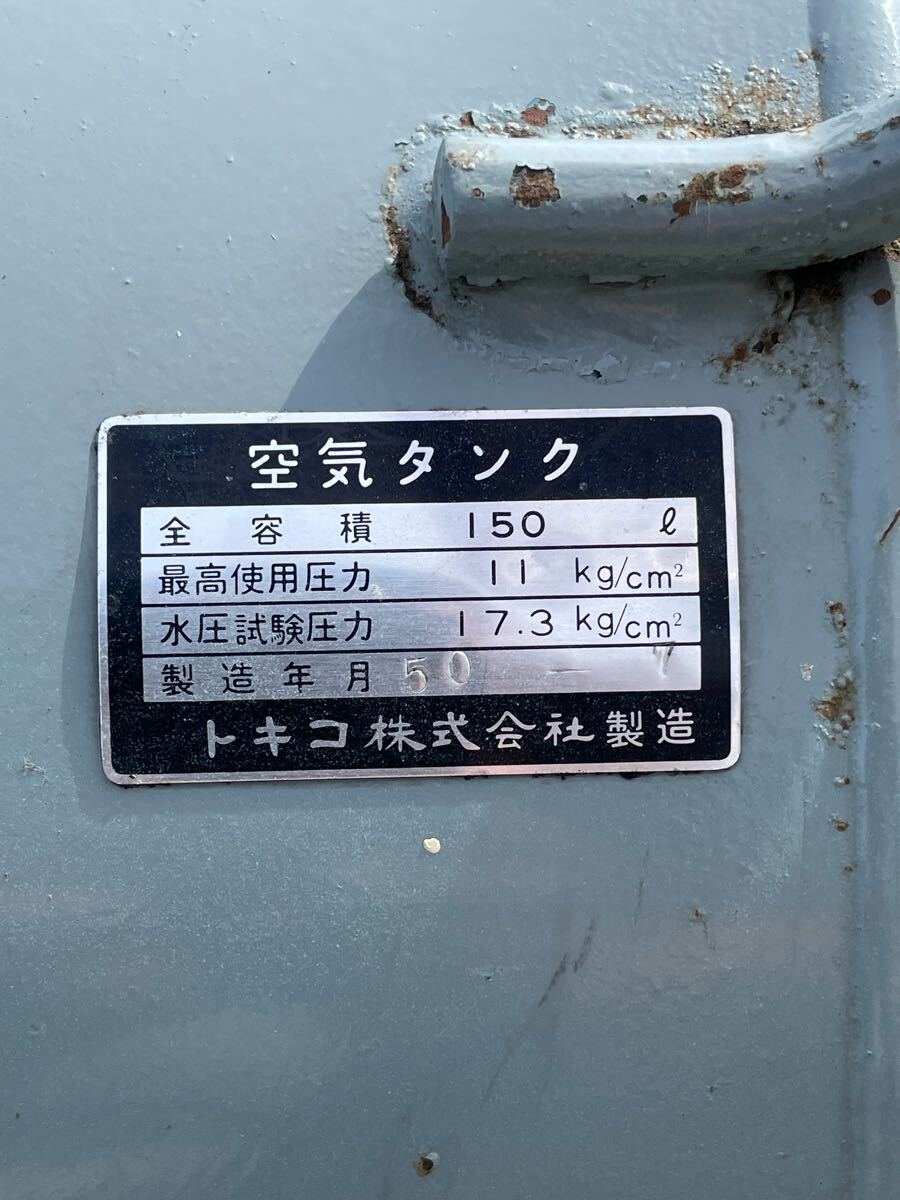 空気タンク
全容積 150 ℓ
最高使用圧力 11 kg/cm²
水圧試験圧力 17.3 kg/cm²
製造年月 50 - 7
トキコ株式会社製造